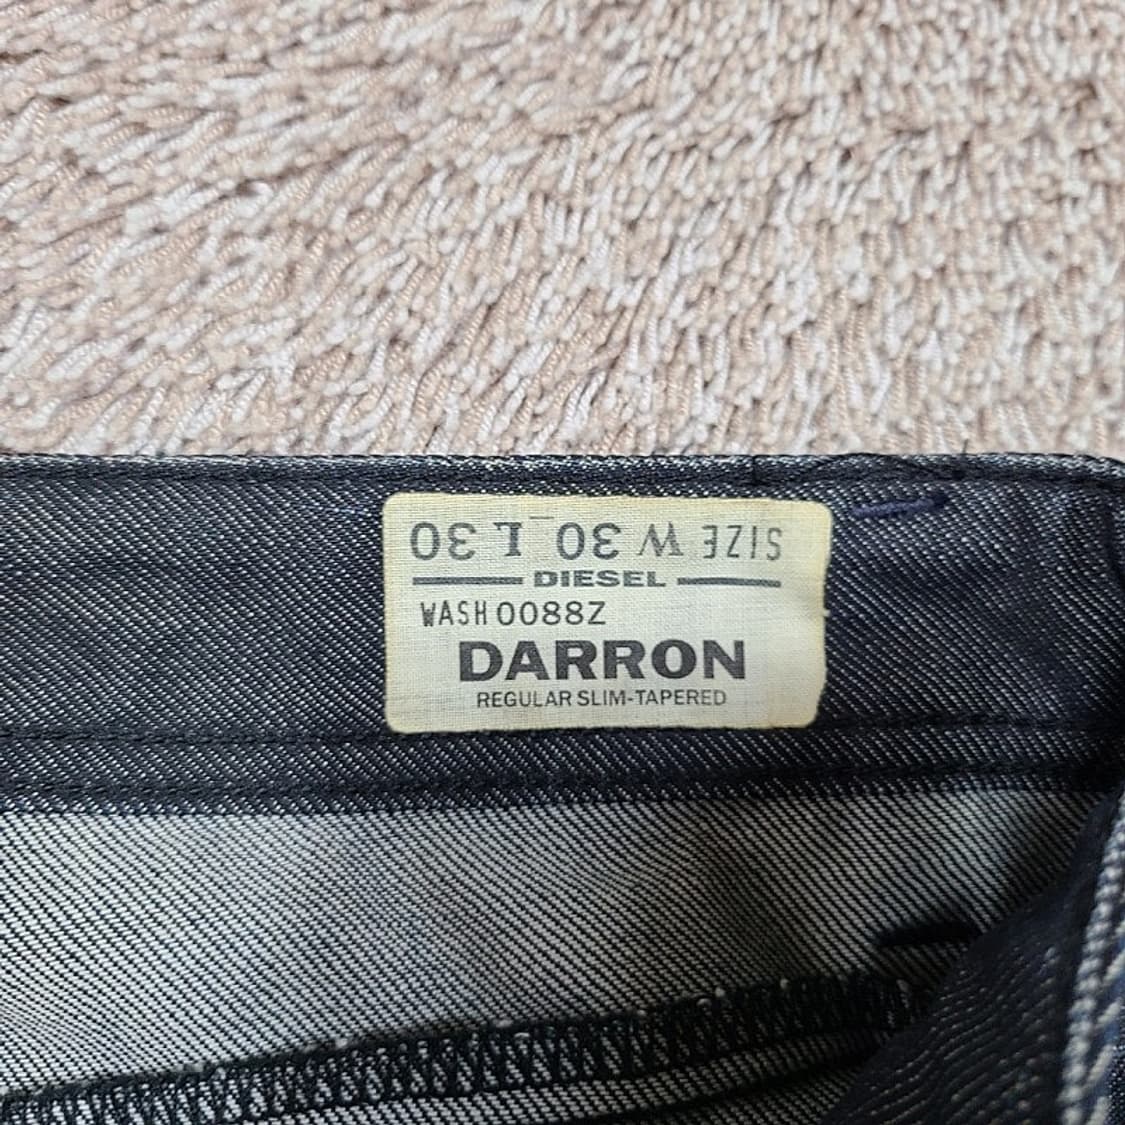 SIZE W 30 L 30
DIESEL
WASH 0088Z
DARRON
REGULAR SLIM-TAPERED